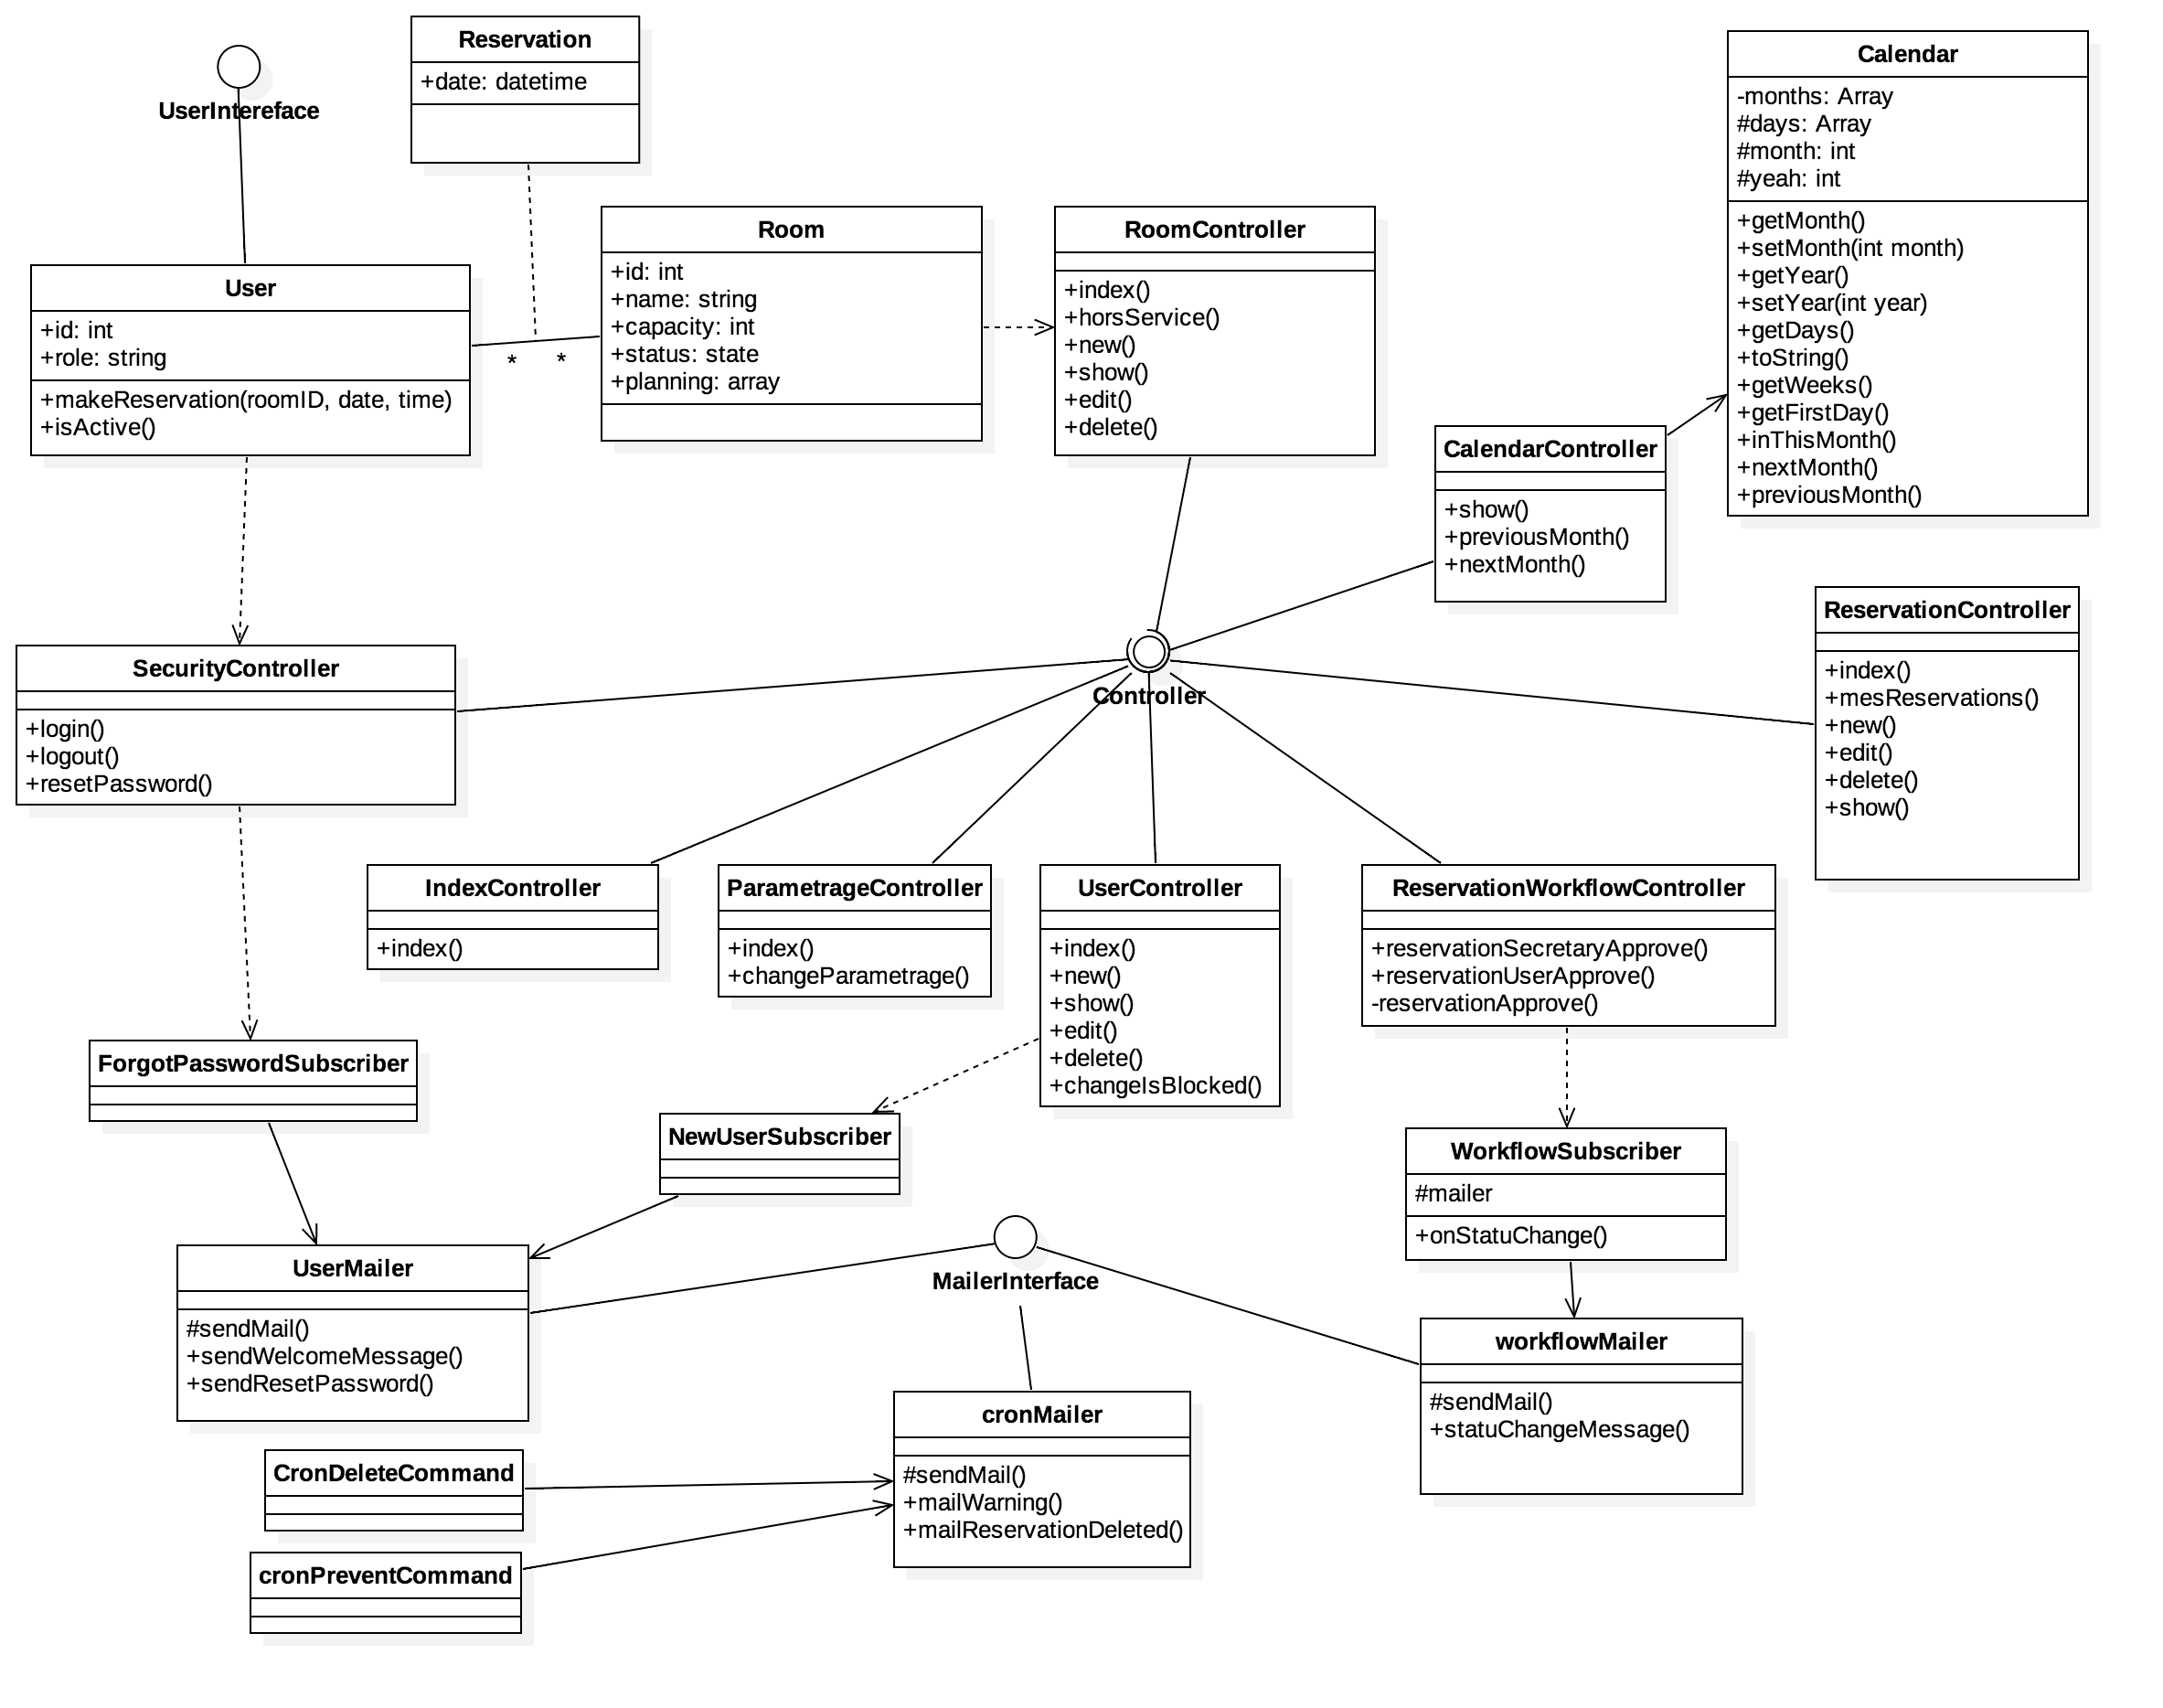 UserIntereface
Reservation
+date: datetime
Calendar
-months: Array
#days: Array
#month: int
#yeah: int
+getMonth()
+setMonth(int month)
+getYear()
+setYear(int year)
+getDays()
+toString()
+getWeeks()
+getFirstDay()
+inThisMonth()
+nextMonth()
+previousMonth()
User
+id: int
+role: string
+makeReservation(roomID, date, time)
+isActive()
* *
Room
+id: int
+name: string
+capacity: int
+status: state
+planning: array
RoomController
+index()
+horsService()
+new()
+show()
+edit()
+delete()
CalendarController
+show()
+previousMonth()
+nextMonth()
ReservationController
+index()
+mesReservations()
+new()
+edit()
+delete()
+show()
SecurityController
+login()
+logout()
+resetPassword()
Controller
IndexController
+index()
ParametrageController
+index()
+changeParametrage()
UserController
+index()
+new()
+show()
+edit()
+delete()
+changeIsBlocked()
ReservationWorkflowController
+reservationSecretaryApprove()
+reservationUserApprove()
-reservationApprove()
ForgotPasswordSubscriber
NewUserSubscriber
WorkflowSubscriber
#mailer
+onStatuChange()
UserMailer
#sendMail()
+sendWelcomeMessage()
+sendResetPassword()
MailerInterface
workflowMailer
#sendMail()
+statuChangeMessage()
cronMailer
#sendMail()
+mailWarning()
+mailReservationDeleted()
CronDeleteCommand
cronPreventCommand